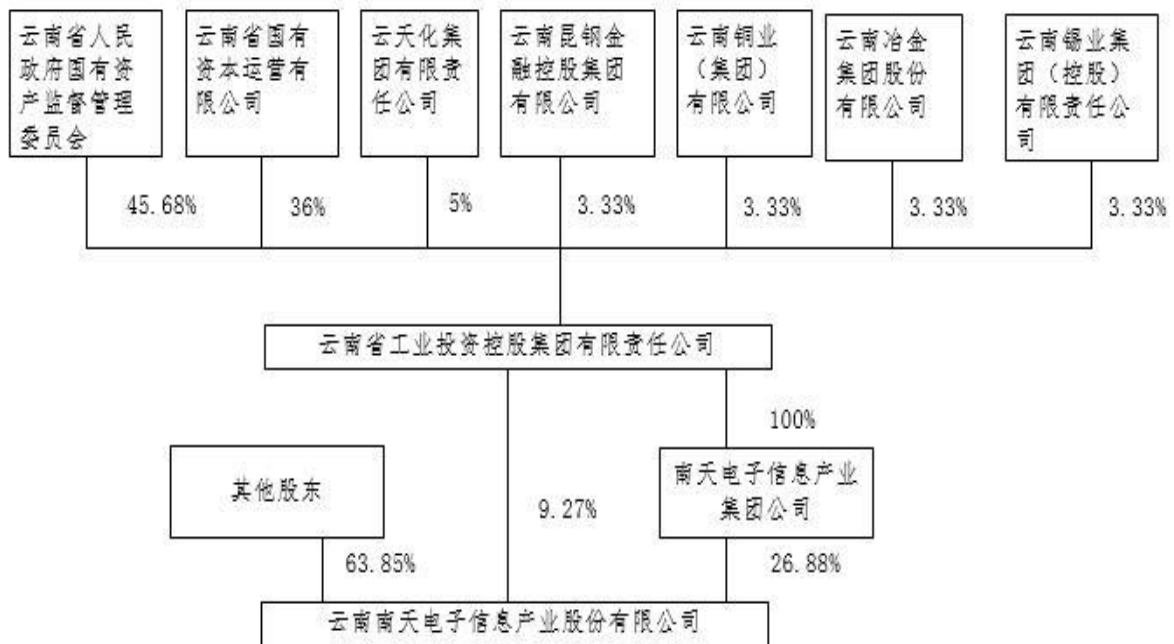 云南省人民
政府国有资
产监督管理
委员会
云南省国有
资本运营有
限公司
云天化集
团有限责
任公司
云南昆钢金
融控股集团
有限公司
云南铜业
（集团）
有限公司
云南冶金
集团股份
有限公司
云南锡业集
团（控股）
有限责任公
司
45.68%
36%
5%
3.33%
3.33%
3.33%
3.33%
云南省工业投资控股集团有限责任公司
100%
其他股东
9.27%
南天电子信息产业
集团公司
63.85%
26.88%
云南南天电子信息产业股份有限公司